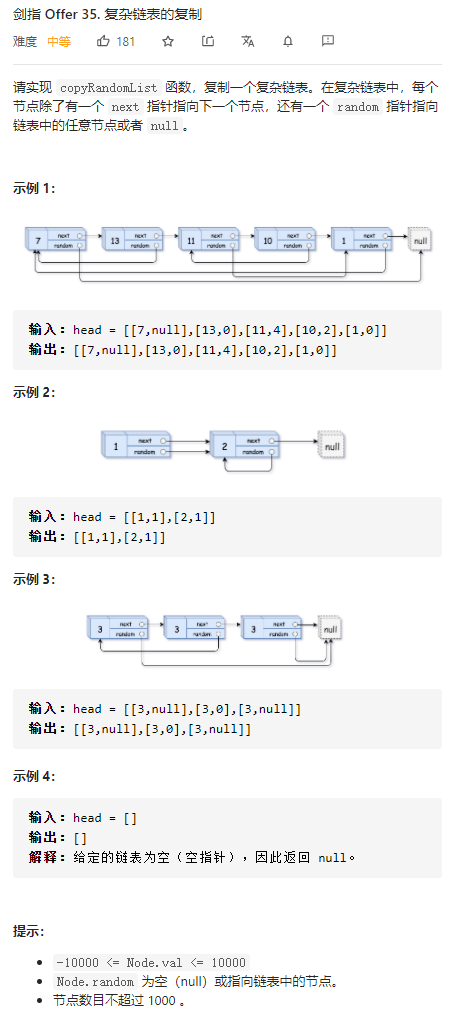 剑指 Offer 35. 复杂链表的复制
难度 中等 181
请实现 copyRandomList 函数，复制一个复杂链表。在复杂链表中，每个
节点除了有一个 next 指针指向下一个节点，还有一个 random 指针指向
链表中的任意节点或者 null。
示例 1：
7 next random 13 next random 11 next random 10 next random 1 next random null
输入：head = [[7,null],[13,0],[11,4],[10,2],[1,0]]
输出：[[7,null],[13,0],[11,4],[10,2],[1,0]]
示例 2：
1 next random 2 next random null
输入：head = [[1,1],[2,1]]
输出：[[1,1],[2,1]]
示例 3：
3 next random 3 next random 3 next random null
输入：head = [[3,null],[3,0],[3,null]]
输出：[[3,null],[3,0],[3,null]]
示例 4：
输入：head = []
输出：[]
解释：给定的链表为空（空指针），因此返回 null。
提示：
-10000 <= Node.val <= 10000
Node.random 为空（null）或指向链表中的节点。
节点数目不超过 1000 。